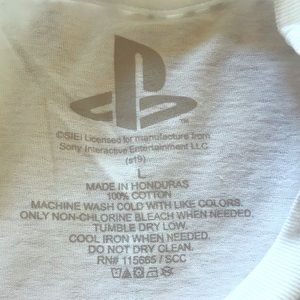 ™
©SIEI Licensed for manufacture from
Sony Interactive Entertainment LLC
(s19)
L
MADE IN HONDURAS
100% COTTON
MACHINE WASH COLD WITH LIKE COLORS.
ONLY NON-CHLORINE BLEACH WHEN NEEDED.
TUMBLE DRY LOW.
COOL IRON WHEN NEEDED.
DO NOT DRY CLEAN.
RN# 115665 / SCC